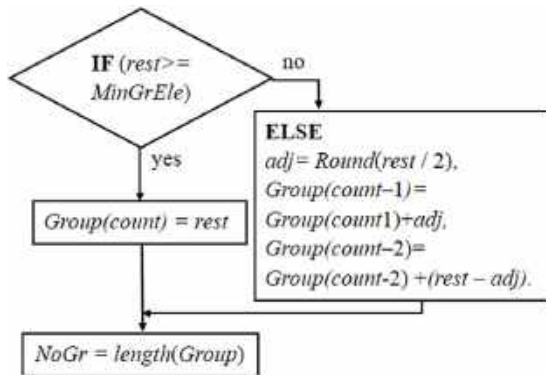 IF (rest>=
MinGrEle)
no
yes
ELSE
adj= Round(rest / 2),
Group(count–1)=
Group(count1)+adj,
Group(count–2)=
Group(count-2) +(rest – adj).
Group(count) = rest
NoGr = length(Group)